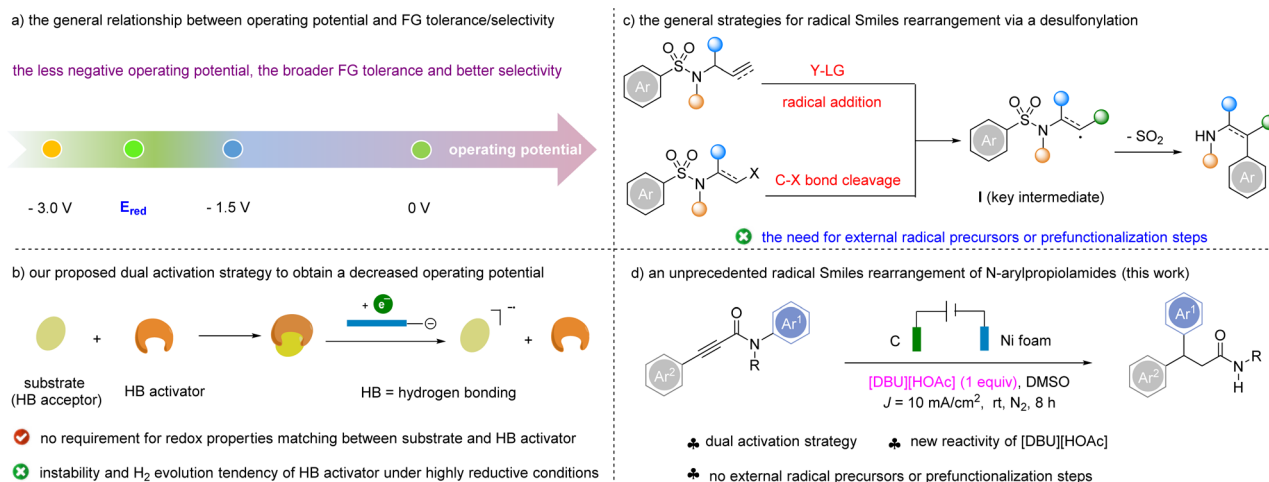 a) the general relationship between operating potential and FG tolerance/selectivity
the less negative operating potential, the broader FG tolerance and better selectivity
operating potential
- 3.0 V
E_red
- 1.5 V
0 V
b) our proposed dual activation strategy to obtain a decreased operating potential
+ e⁻
−
−•
+
+
substrate
(HB acceptor)
HB activator
HB = hydrogen bonding
no requirement for redox properties matching between substrate and HB activator
instability and H₂ evolution tendency of HB activator under highly reductive conditions
c) the general strategies for radical Smiles rearrangement via a desulfonylation
O O
S
N
Ar
Y-LG
radical addition
O O
S
N
X
Ar
C-X bond cleavage
O O
S
N
•
Ar
I (key intermediate)
- SO₂
HN
Ar
the need for external radical precursors or prefunctionalization steps
d) an unprecedented radical Smiles rearrangement of N-arylpropiolamides (this work)
O
Ar¹
N
R
Ar²
C
Ni foam
[DBU][HOAc] (1 equiv), DMSO
J = 10 mA/cm², rt, N₂, 8 h
Ar¹
O
Ar²
N
R
H
♣ dual activation strategy
♣ new reactivity of [DBU][HOAc]
♣ no external radical precursors or prefunctionalization steps